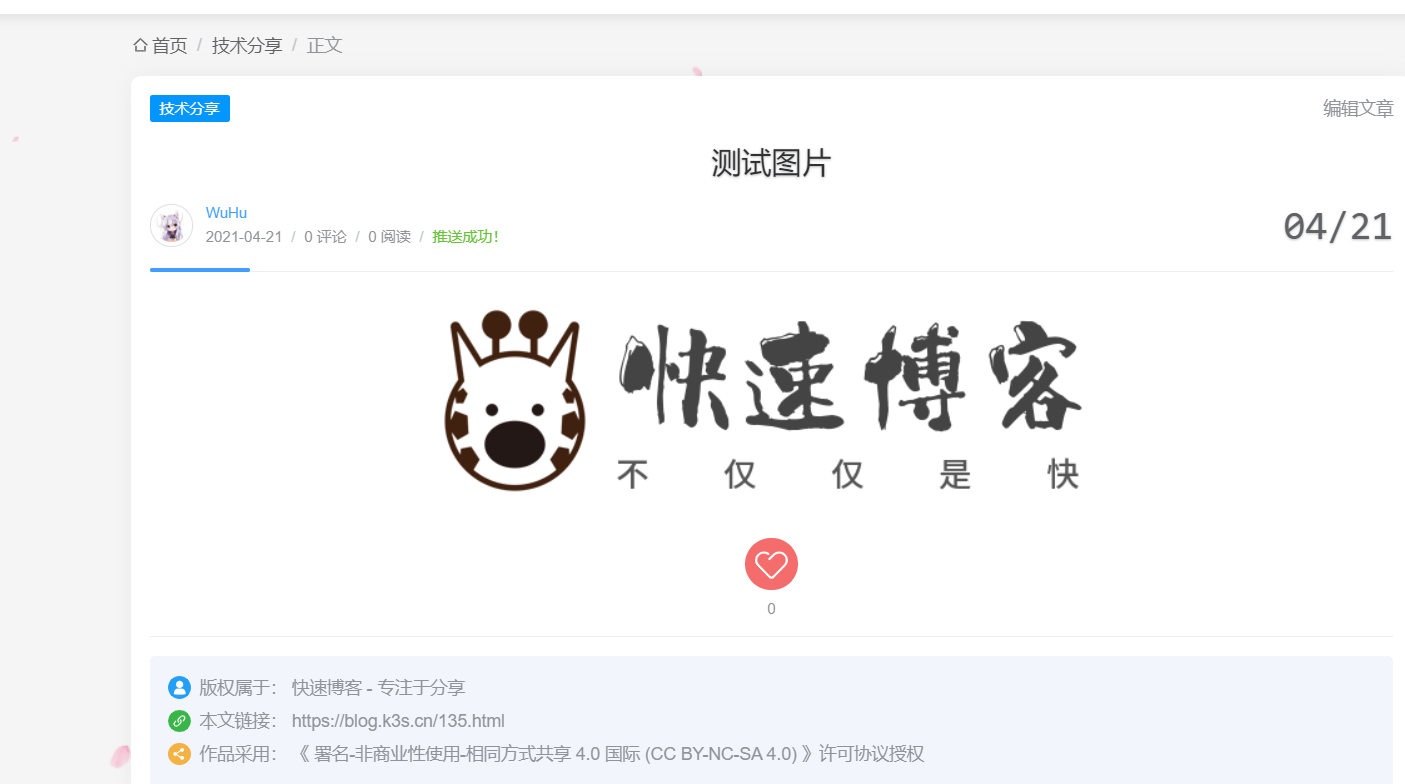 首页 / 技术分享 / 正文
技术分享
编辑文章
测试图片
WuHu
2021-04-21 / 0 评论 / 0 阅读 / 推送成功!
04/21
快速博客
不仅仅是快
0
版权属于： 快速博客 - 专注于分享
本文链接： https://blog.k3s.cn/135.html
作品采用： 《 署名-非商业性使用-相同方式共享 4.0 国际 (CC BY-NC-SA 4.0) 》许可协议授权